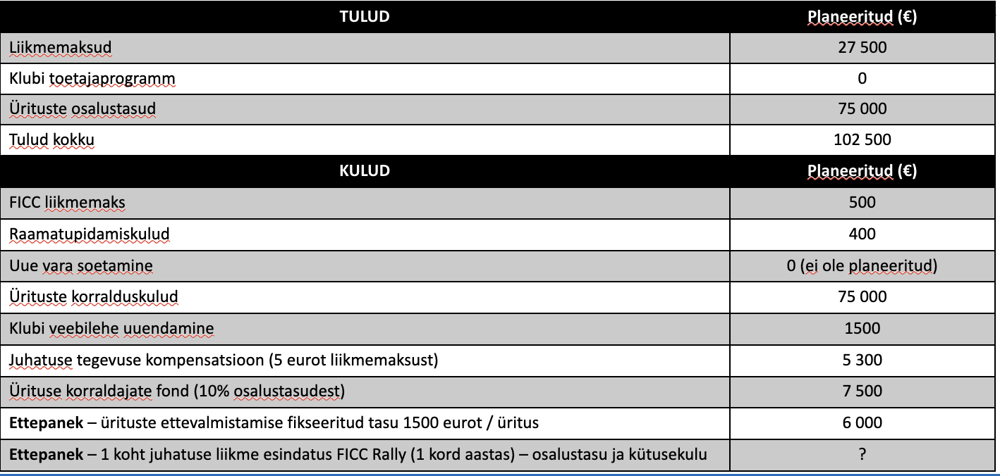 TULUD Planeeritud (€)
Liikmemaksud 27 500
Klubi toetajaprogramm 0
Ürituste osalustasud 75 000
Tulud kokku 102 500
KULUD Planeeritud (€)
FICC liikmemaks 500
Raamatupidamiskulud 400
Uue vara soetamine 0 (ei ole planeeritud)
Ürituste korralduskulud 75 000
Klubi veebilehe uuendamine 1500
Juhatuse tegevuse kompensatsioon (5 eurot liikmemaksust) 5 300
Ürituse korraldajate fond (10% osalustasudest) 7 500
Ettepanek – ürituste ettevalmistamise fikseeritud tasu 1500 eurot / üritus 6 000
Ettepanek – 1 koht juhatuse liikme esindatus FICC Rally (1 kord aastas) – osalustasu ja kütusekulu ?